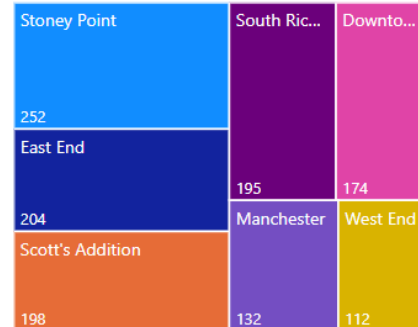 Stoney Point
252
East End
204
Scott's Addition
198
South Ric...
195
Downto...
174
Manchester
132
West End
112